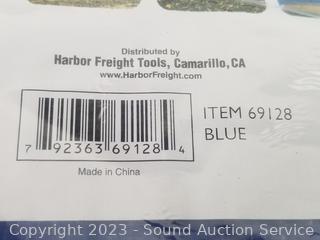 Distributed by
Harbor Freight Tools, Camarillo, CA
www.HarborFreight.com
ITEM 69128
BLUE
7 92363 69128 4
Made in China
Copyright 2023 - Sound Auction Service